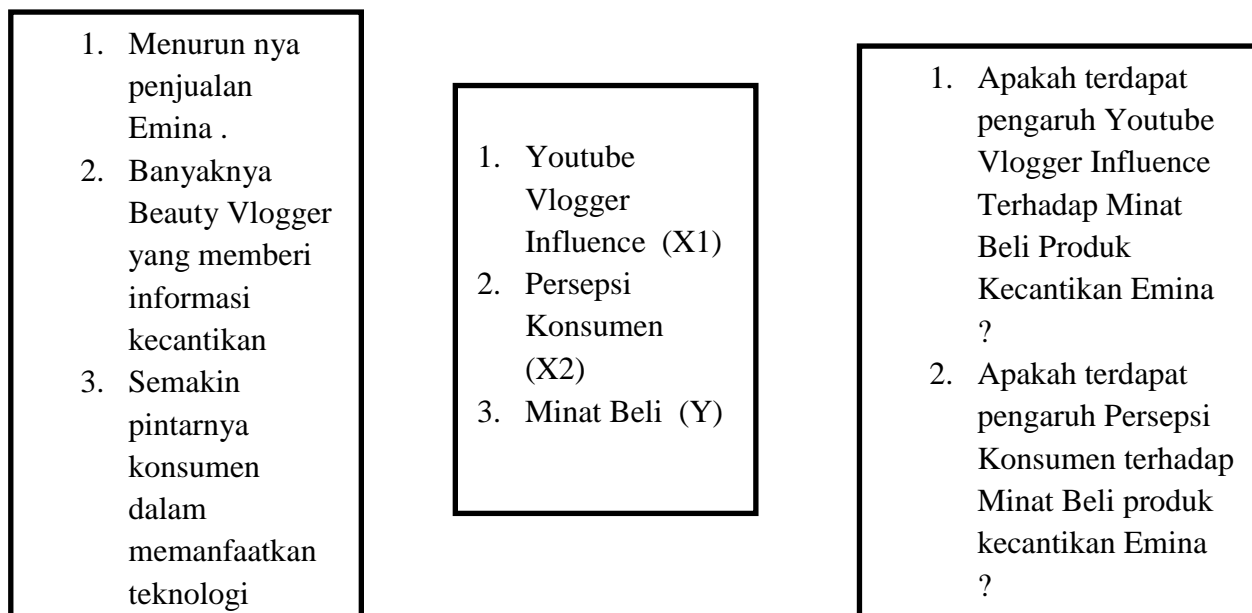 1. Menurun nya
penjualan
Emina .
2. Banyaknya
Beauty Vlogger
yang memberi
informasi
kecantikan
3. Semakin
pintarnya
konsumen
dalam
memanfaatkan
teknologi
1. Youtube
Vlogger
Influence (X1)
2. Persepsi
Konsumen
(X2)
3. Minat Beli (Y)
1. Apakah terdapat
pengaruh Youtube
Vlogger Influence
Terhadap Minat
Beli Produk
Kecantikan Emina
?
2. Apakah terdapat
pengaruh Persepsi
Konsumen terhadap
Minat Beli produk
kecantikan Emina
?